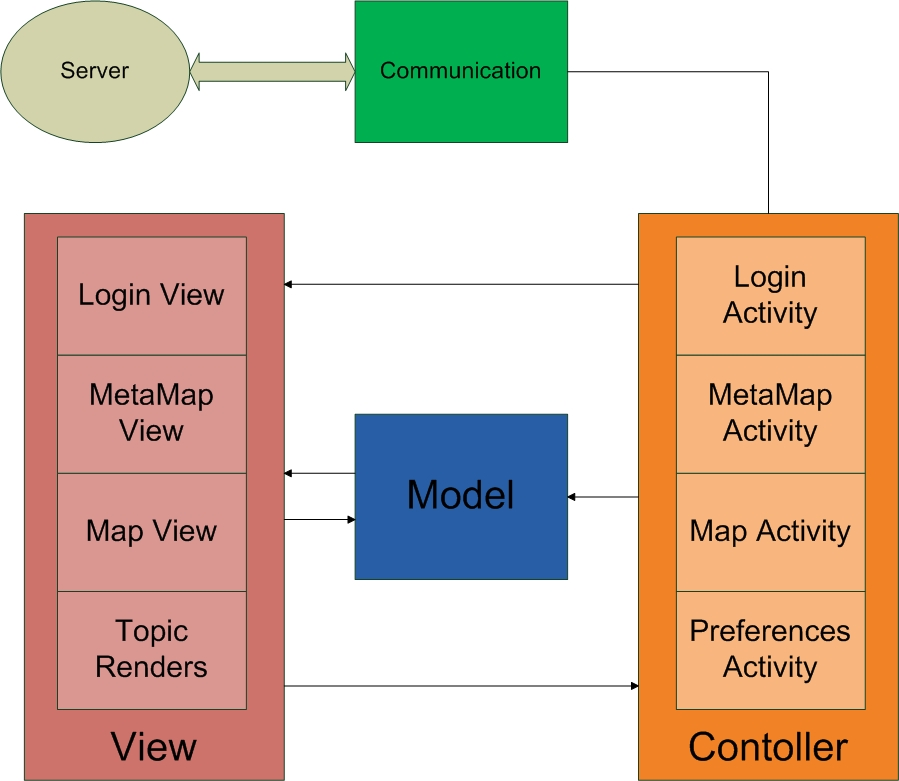 Server
Communication
Login View
MetaMap
View
Map View
Topic
Renders
View
Model
Login
Activity
MetaMap
Activity
Map Activity
Preferences
Activity
Contoller